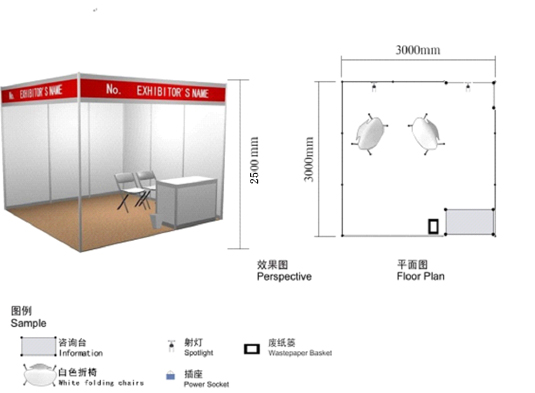 3000mm
No. EXHIBITOR'S NAME
No. EXHIBITOR'S NAME
2500 mm
3000mm
效果图
Perspective
平面图
Floor Plan
图例
Sample
咨询台
Information
射灯
Spotlight
废纸篓
Wastepaper Basket
白色折椅
White folding chairs
插座
Power Socket